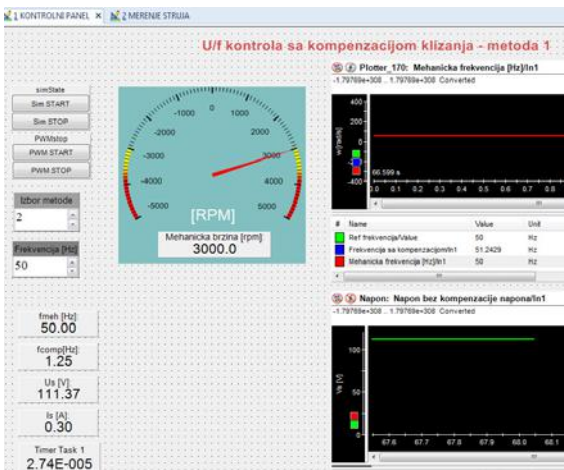 1 KONTROLNI PANEL × 2 MERENJE STRUJA
U/f kontrola sa kompenzacijom klizanja - metoda 1
simState
Sim START
Sim STOP
PWMstop
PWM START
PWM STOP
Izbor metode
2
Frekvencija [Hz]
50
fmeh [Hz]:
50.00
fcomp[Hz]:
1.25
Us [V]:
111.37
Is [A]:
0.30
Timer Task 1
2.74E-005
-5000 -4000 -3000 -2000 -1000 0 1000 2000 3000 4000 5000
[RPM]
Mehanicka brzina [rpm]:
3000.0
Plotter_170: Mehanicka frekvencija [Hz]/In1
-1.79769e+308 .. 1.79769e+308 Converted
400
200
0
-400
w[rad/s]
66.599 s
0.0 0.1 0.2 0.3 0.4 0.5 0.6 0.7 0.8
# Name Value Unit
Ref frekvencija/Value 50 Hz
Frekvencija sa kompenzacijom/In1 51.2429 Hz
Mehanicka frekvencija [Hz]/In1 50 Hz
Napon: Napon bez kompenzacije napona/In1
-1.79769e+308 .. 1.79769e+308 Converted
100
50
0
Vs [V]
67.6 67.7 67.8 67.9 68.0 68.1